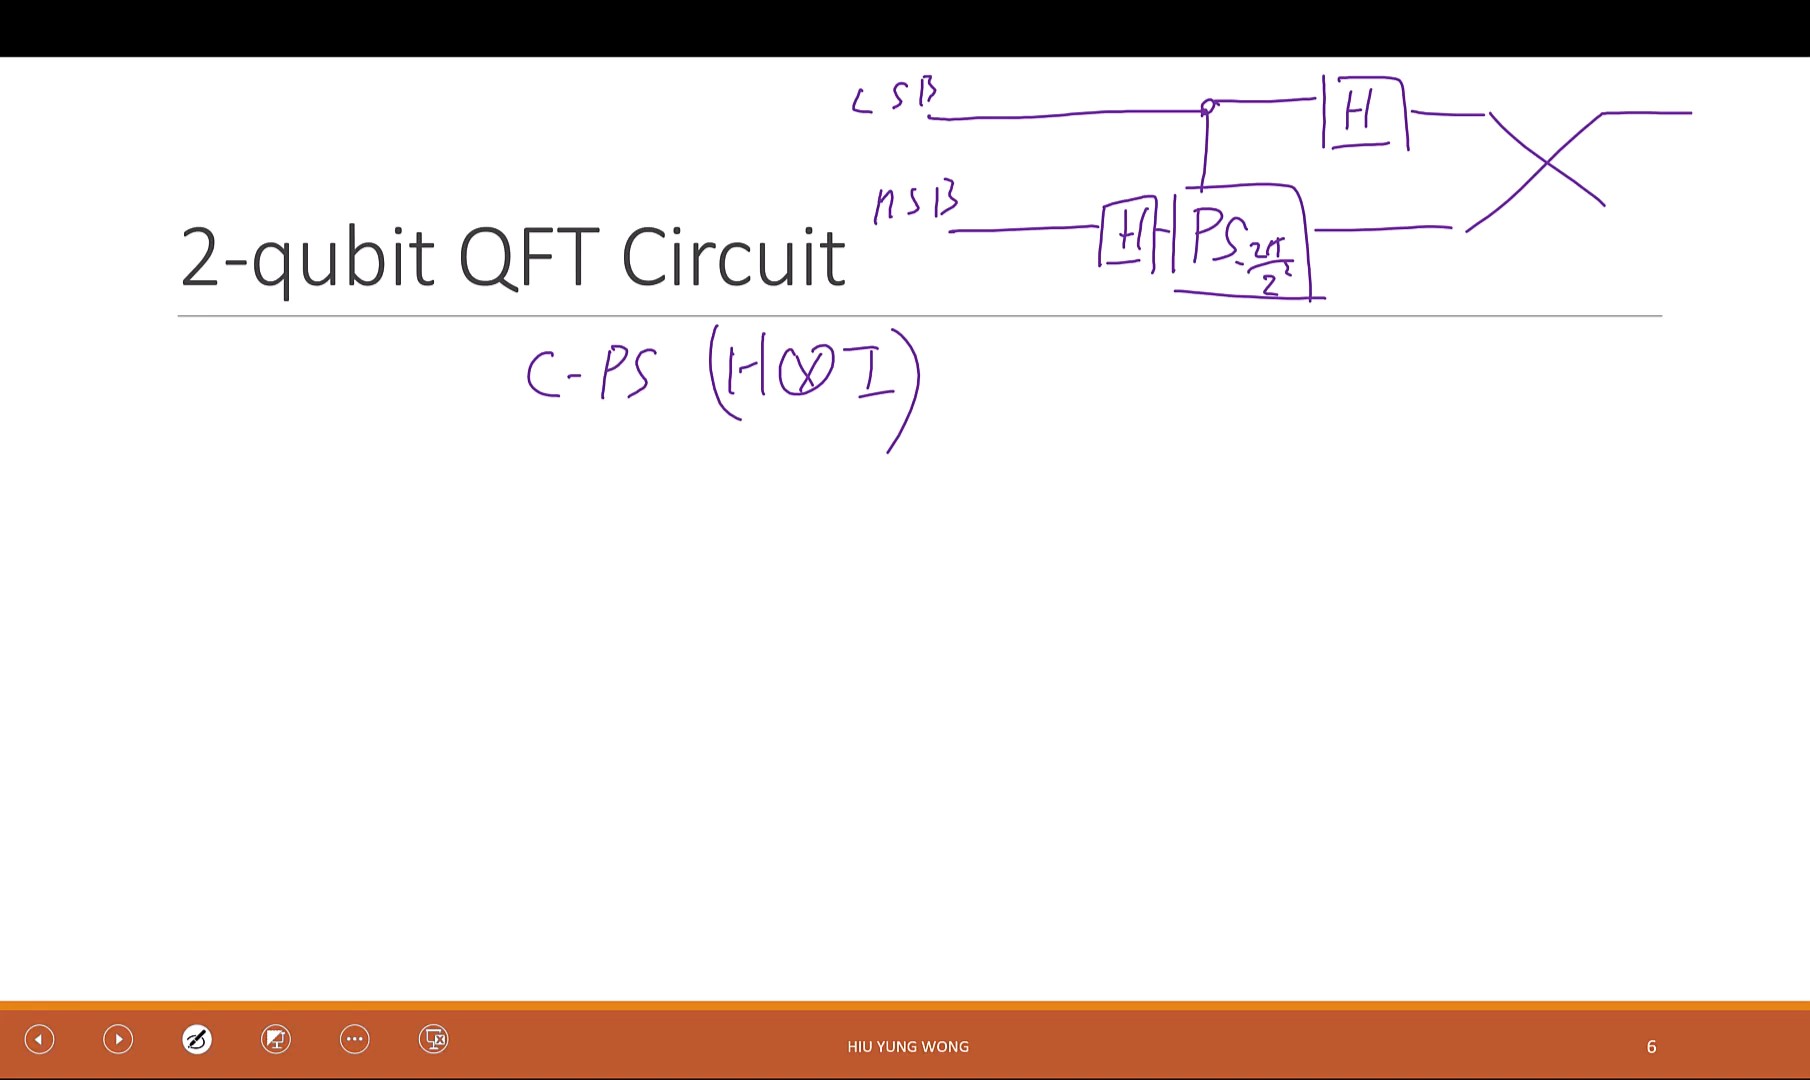 LSB
H
MSB
H PS-2π/2²
2-qubit QFT Circuit
C-PS (H⊗I)
HIU YUNG WONG
6